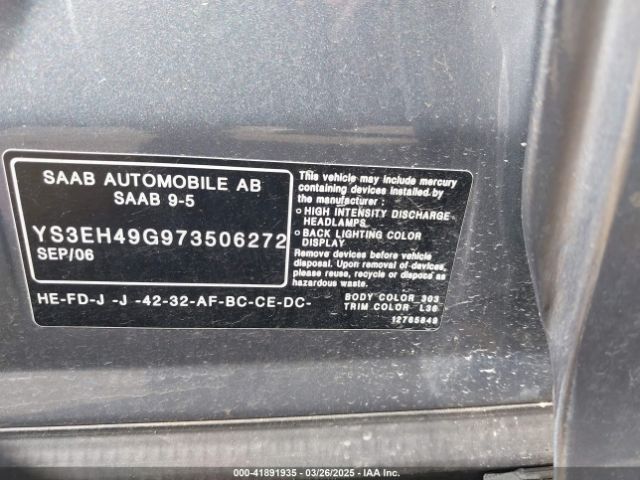 SAAB AUTOMOBILE AB
SAAB 9-5
YS3EH49G973506272
SEP/06
HE-FD-J -J -42-32-AF-BC-CE-DC-
This vehicle may include mercury
containing devices installed by
the manufacturer :
○ HIGH INTENSITY DISCHARGE
HEADLAMPS.
○ BACK LIGHTING COLOR
DISPLAY
Remove devices before vehicle
disposal. Upon removal of devices,
please reuse, recycle or dispose as
hazardous waste.
BODY COLOR 303
TRIM COLOR L36
12765848
00-41891935 — 03/26/2025 — IAA Inc.